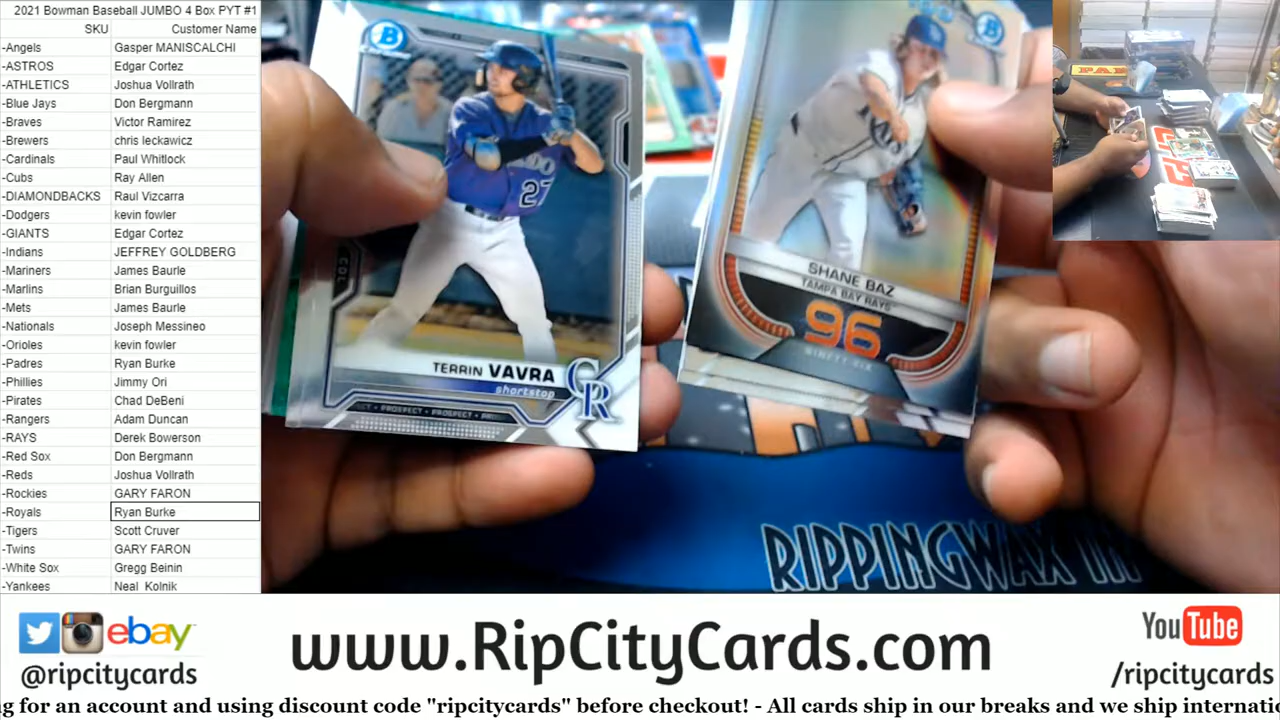 2021 Bowman Baseball JUMBO 4 Box PYT #1
SKU Customer Name
-Angels Gasper MANISCALCHI
-ASTROS Edgar Cortez
-ATHLETICS Joshua Vollrath
-Blue Jays Don Bergmann
-Braves Victor Ramirez
-Brewers chris leckawicz
-Cardinals Paul Whitlock
-Cubs Ray Allen
-DIAMONDBACKS Raul Vizcarra
-Dodgers kevin fowler
-GIANTS Edgar Cortez
-Indians JEFFREY GOLDBERG
-Mariners James Baurle
-Marlins Brian Burguillos
-Mets James Baurle
-Nationals Joseph Messineo
-Orioles kevin fowler
-Padres Ryan Burke
-Phillies Jimmy Ori
-Pirates Chad DeBeni
-Rangers Adam Duncan
-RAYS Derek Bowerson
-Red Sox Don Bergmann
-Reds Joshua Vollrath
-Rockies GARY FARON
-Royals Ryan Burke
-Tigers Scott Cruver
-Twins GARY FARON
-White Sox Gregg Beinin
-Yankees Neal Kolnik
B
27
COL
TERRIN VAVRA
shortstop
CR
PROSPECT • PROSPECT
SHANE BAZ
TAMPA BAY RAYS
96
NINETY-SIX
RIPPINGWAX
ebay
@ripcitycards
www.RipCityCards.com
YouTube
/ripcitycards
g for an account and using discount code "ripcitycards" before checkout! - All cards ship in our breaks and we ship internatio